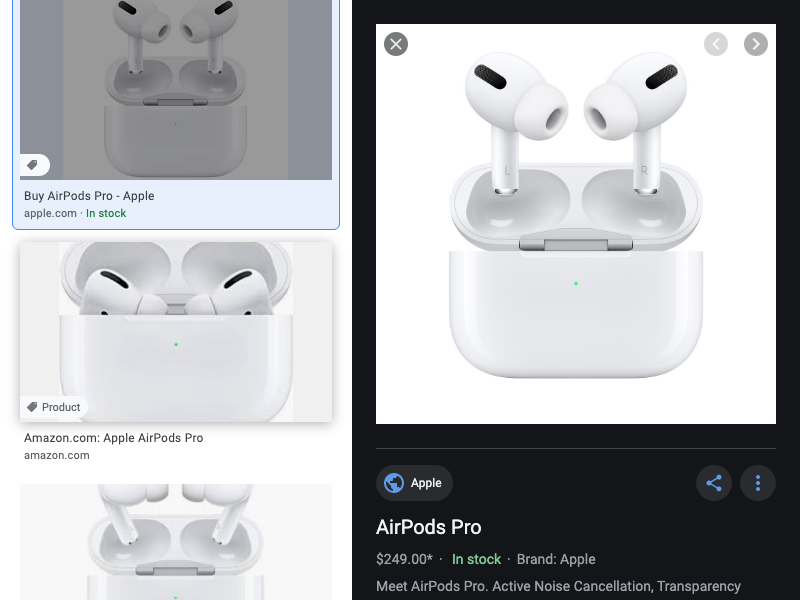 Buy AirPods Pro - Apple
apple.com · In stock
Product
Amazon.com: Apple AirPods Pro
amazon.com
L
R
Apple
AirPods Pro
$249.00* · In stock · Brand: Apple
Meet AirPods Pro. Active Noise Cancellation, Transparency